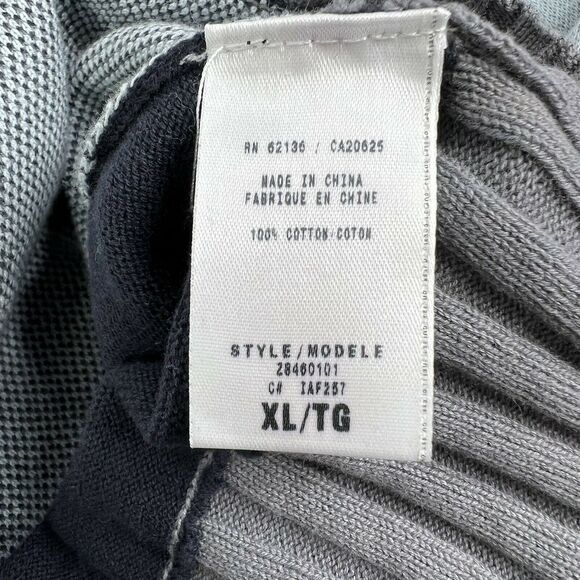 RN 62136 / CA20625
MADE IN CHINA
FABRIQUE EN CHINE
100% COTTON-COTON
STYLE/MODELE
28460101
C# IAF257
XL/TG